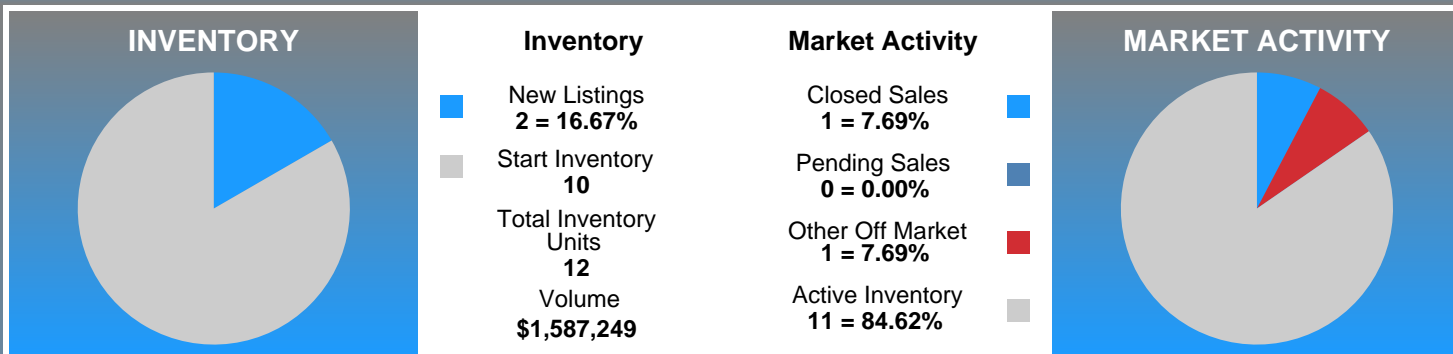 INVENTORY
Inventory
New Listings
2 = 16.67%
Start Inventory
10
Total Inventory
Units
12
Volume
$1,587,249
Market Activity
Closed Sales
1 = 7.69%
Pending Sales
0 = 0.00%
Other Off Market
1 = 7.69%
Active Inventory
11 = 84.62%
MARKET ACTIVITY